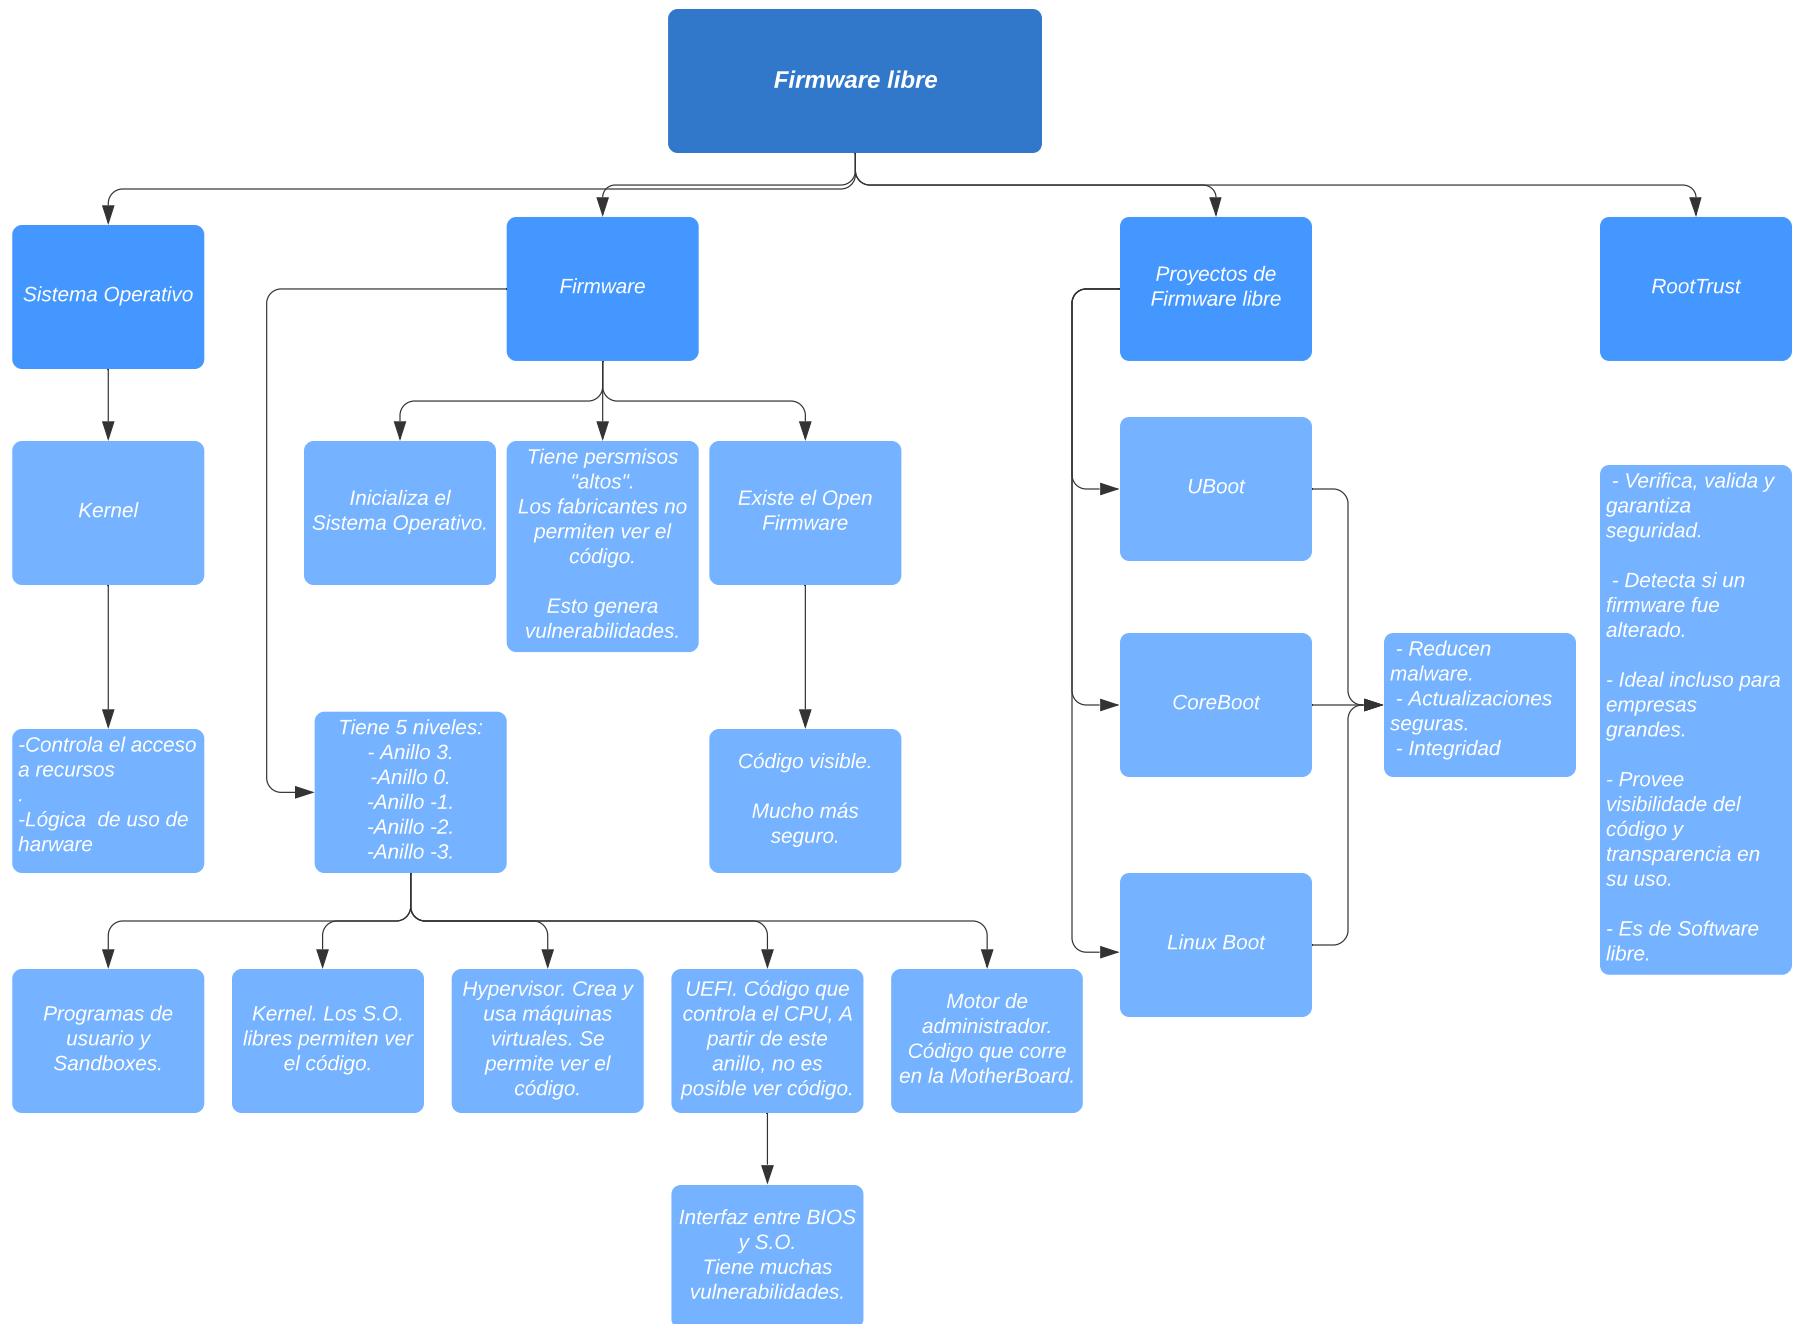 Firmware libre
Sistema Operativo
Firmware
Proyectos de
Firmware libre
RootTrust
Kernel
Inicializa el
Sistema Operativo.
Tiene persmisos
"altos".
Los fabricantes no
permiten ver el
código.
Esto genera
vulnerabilidades.
Existe el Open
Firmware
UBoot
CoreBoot
Linux Boot
- Reducen
malware.
- Actualizaciones
seguras.
- Integridad
- Verifica, valida y
garantiza
seguridad.
- Detecta si un
firmware fue
alterado.
- Ideal incluso para
empresas
grandes.
- Provee
visibilidade del
código y
transparencia en
su uso.
- Es de Software
libre.
-Controla el acceso
a recursos
.
-Lógica  de uso de
harware
Tiene 5 niveles:
- Anillo 3.
-Anillo 0.
-Anillo -1.
-Anillo -2.
-Anillo -3.
Código visible.
Mucho más
seguro.
Programas de
usuario y
Sandboxes.
Kernel. Los S.O.
libres permiten ver
el código.
Hypervisor. Crea y
usa máquinas
virtuales. Se
permite ver el
código.
UEFI. Código que
controla el CPU, A
partir de este
anillo, no es
posible ver código.
Motor de
administrador.
Código que corre
en la MotherBoard.
Interfaz entre BIOS
y S.O.
Tiene muchas
vulnerabilidades.